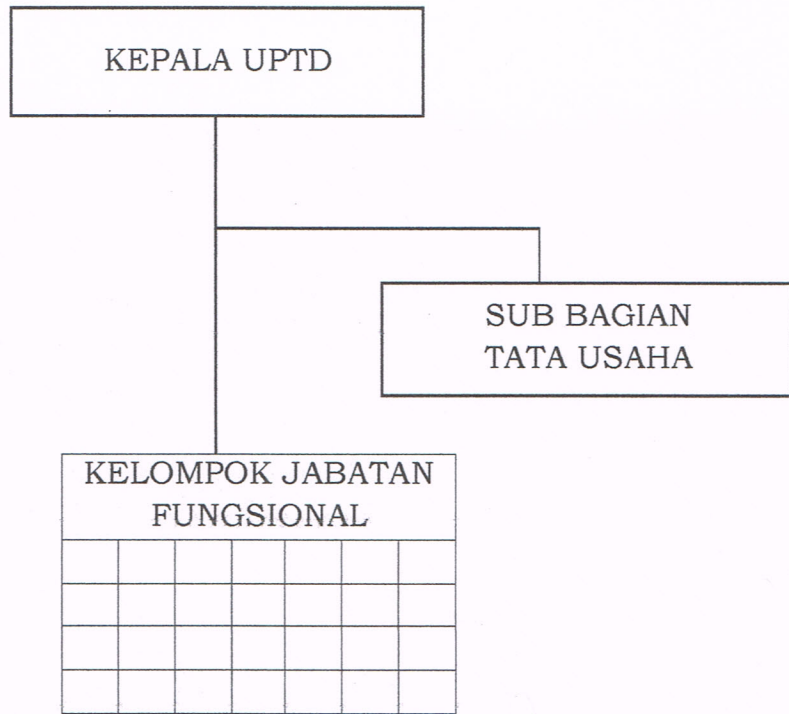 KEPALA UPTD
SUB BAGIAN
TATA USAHA
KELOMPOK JABATAN
FUNGSIONAL